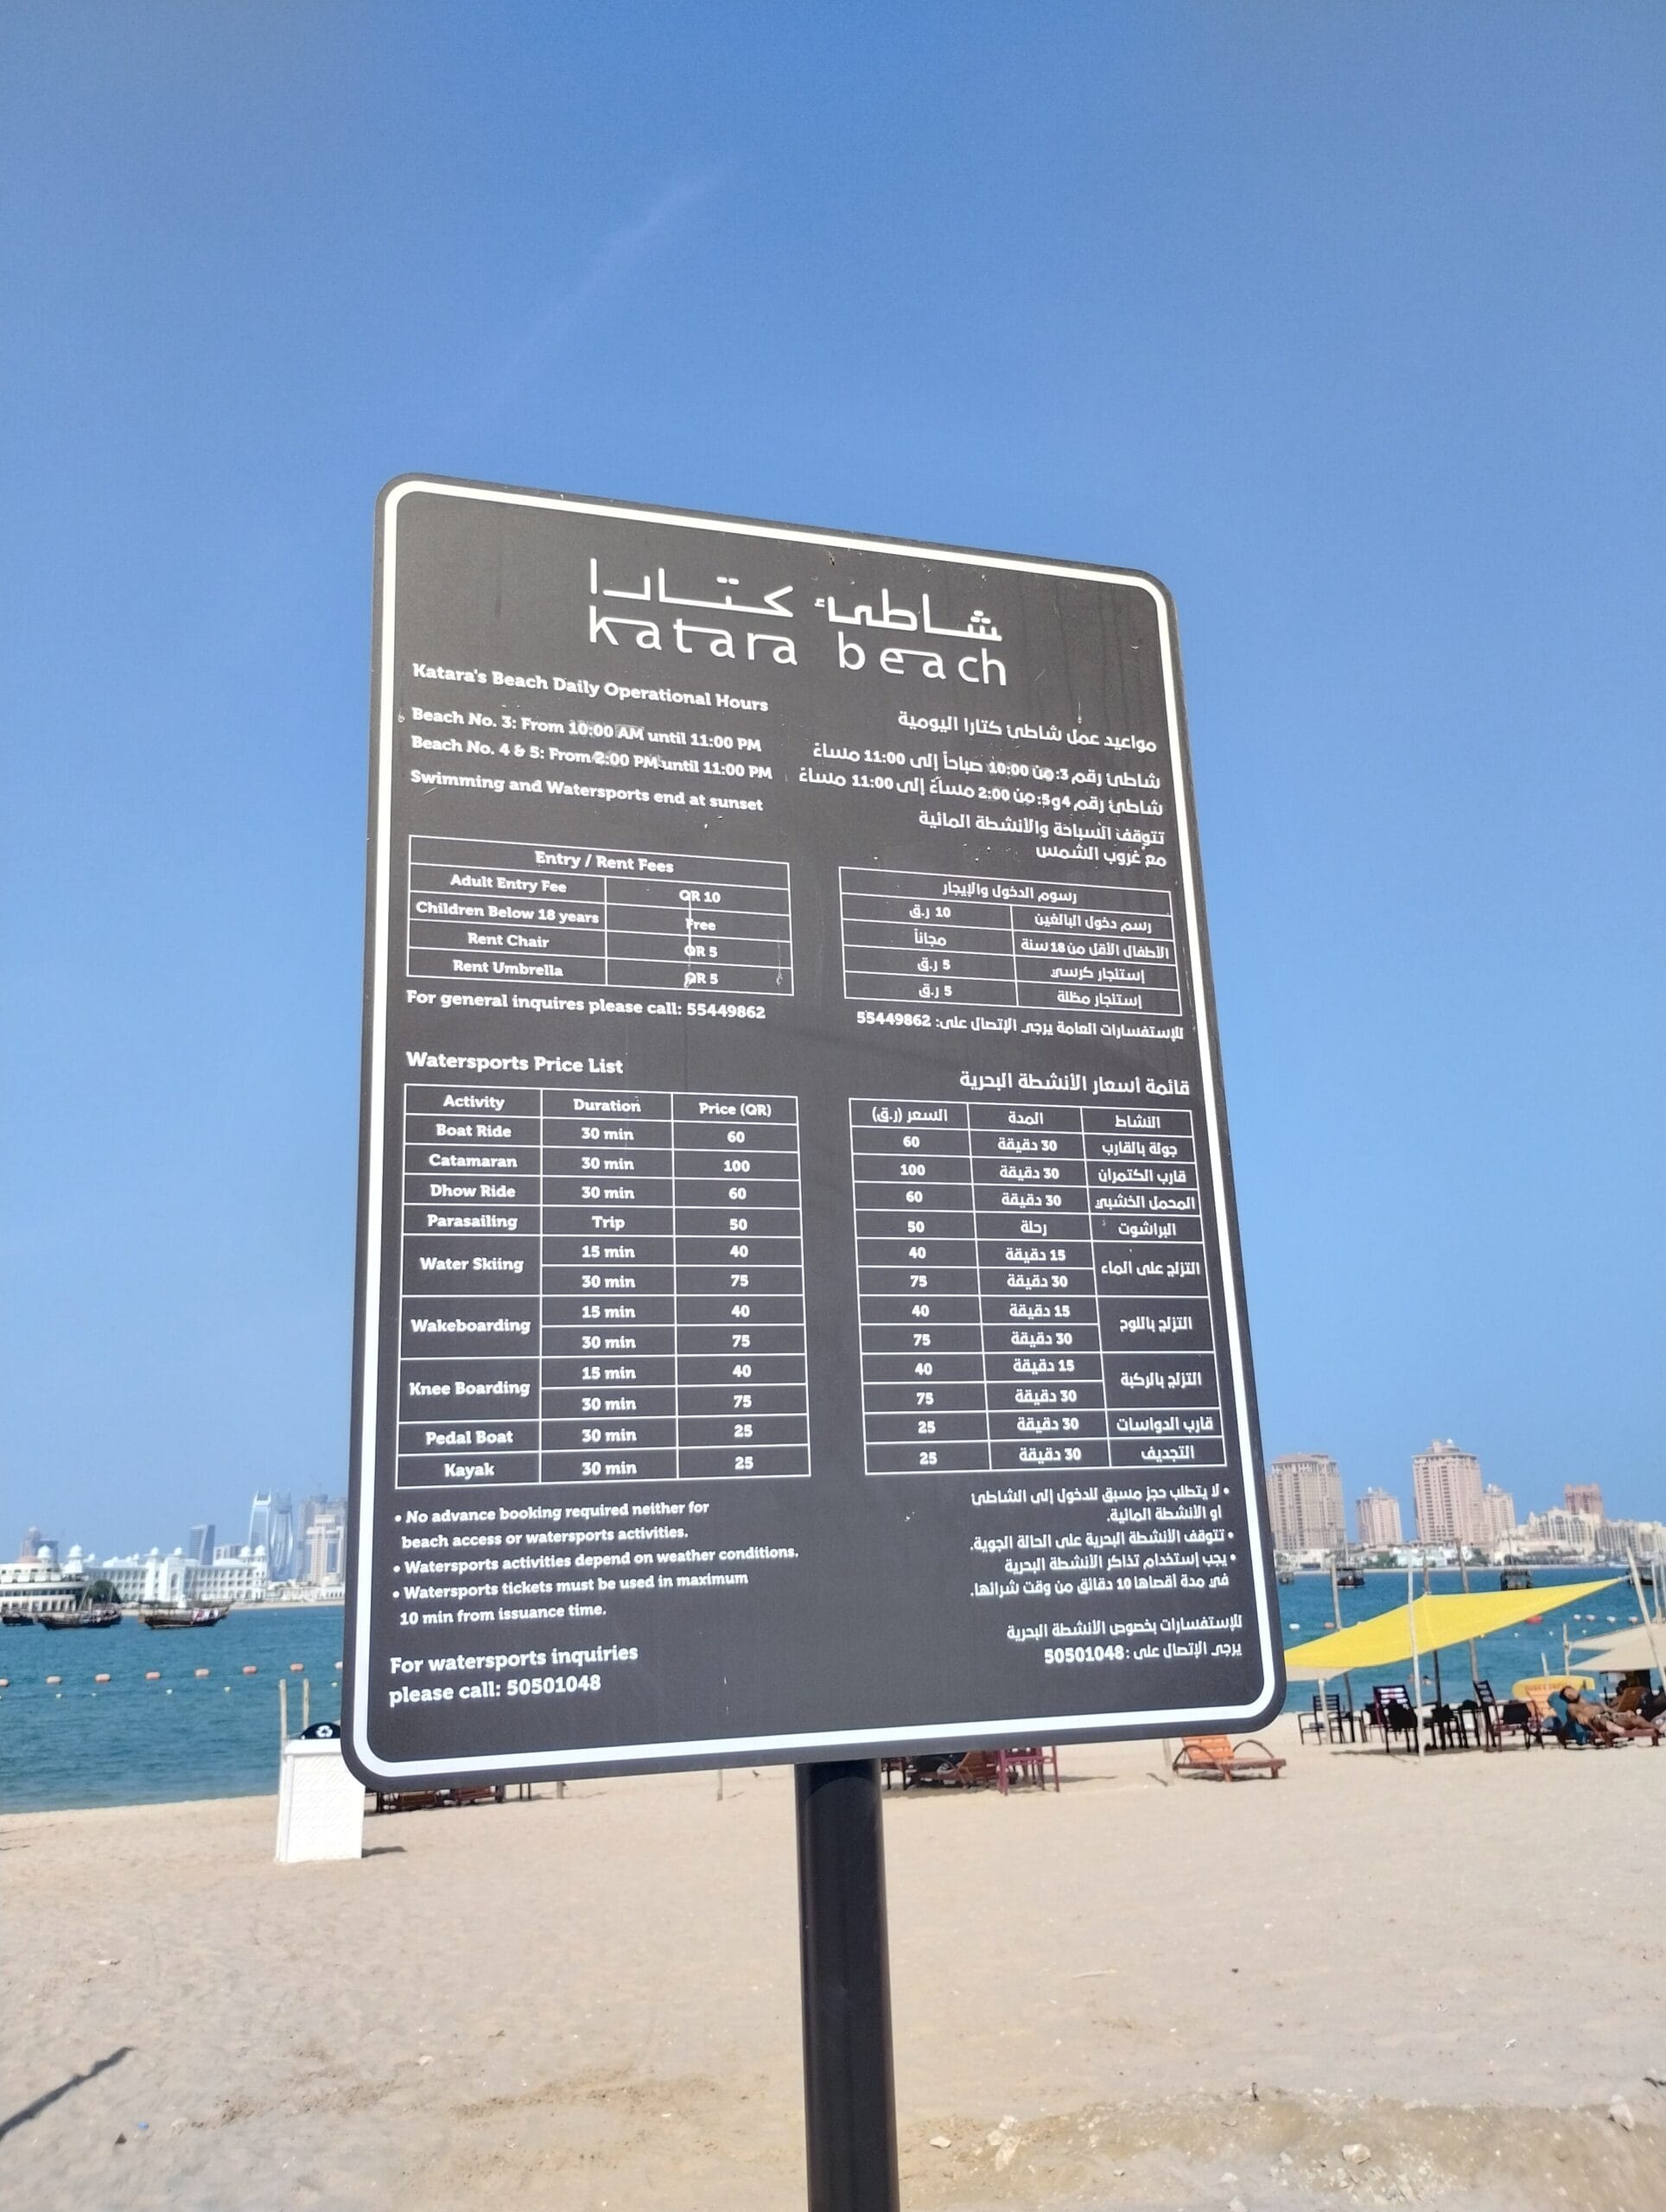 شاطئ كتارا
katara beach
Katara's Beach Daily Operational Hours
Beach No. 3: From 10:00 AM until 11:00 PM
Beach No. 4 & 5: From 2:00 PM until 11:00 PM
Swimming and Watersports end at sunset
Entry / Rent Fees
Adult Entry Fee QR 10
Children Below 18 years Free
Rent Chair QR 5
Rent Umbrella QR 5
For general inquires please call: 55449862
Watersports Price List
Activity Duration Price (QR)
Boat Ride 30 min 60
Catamaran 30 min 100
Dhow Ride 30 min 60
Parasailing Trip 50
Water Skiing 15 min 40
30 min 75
Wakeboarding 15 min 40
30 min 75
Knee Boarding 15 min 40
30 min 75
Pedal Boat 30 min 25
Kayak 30 min 25
• No advance booking required neither for
beach access or watersports activities.
• Watersports activities depend on weather conditions.
• Watersports tickets must be used in maximum
10 min from issuance time.
For watersports inquiries
please call: 50501048
مواعيد عمل شاطئ كتارا اليومية
شاطئ رقم 3: من 10:00 صباحاً إلى 11:00 مساءً
شاطئ رقم 4و5: من 2:00 مساءً إلى 11:00 مساءً
تتوقف السباحة والأنشطة المائية
مع غروب الشمس
رسوم الدخول والإيجار
رسم دخول البالغين 10 ر.ق
الأطفال الأقل من 18 سنة مجاناً
إستئجار كرسي 5 ر.ق
إستئجار مظلة 5 ر.ق
للإستفسارات العامة يرجى الإتصال على: 55449862
قائمة أسعار الأنشطة البحرية
النشاط المدة السعر (ر.ق)
جولة بالقارب 30 دقيقة 60
قارب الكتمران 30 دقيقة 100
المحمل الخشبي 30 دقيقة 60
البراشوت رحلة 50
التزلج على الماء 15 دقيقة 40
30 دقيقة 75
التزلج باللوح 15 دقيقة 40
30 دقيقة 75
التزلج بالركبة 15 دقيقة 40
30 دقيقة 75
قارب الدواسات 30 دقيقة 25
التجديف 30 دقيقة 25
• لا يتطلب حجز مسبق للدخول إلى الشاطئ
او الأنشطة المائية.
• تتوقف الأنشطة البحرية على الحالة الجوية.
• يجب إستخدام تذاكر الأنشطة البحرية
في مدة أقصاها 10 دقائق من وقت شرائها.
للإستفسارات بخصوص الأنشطة البحرية
يرجى الإتصال على: 50501048